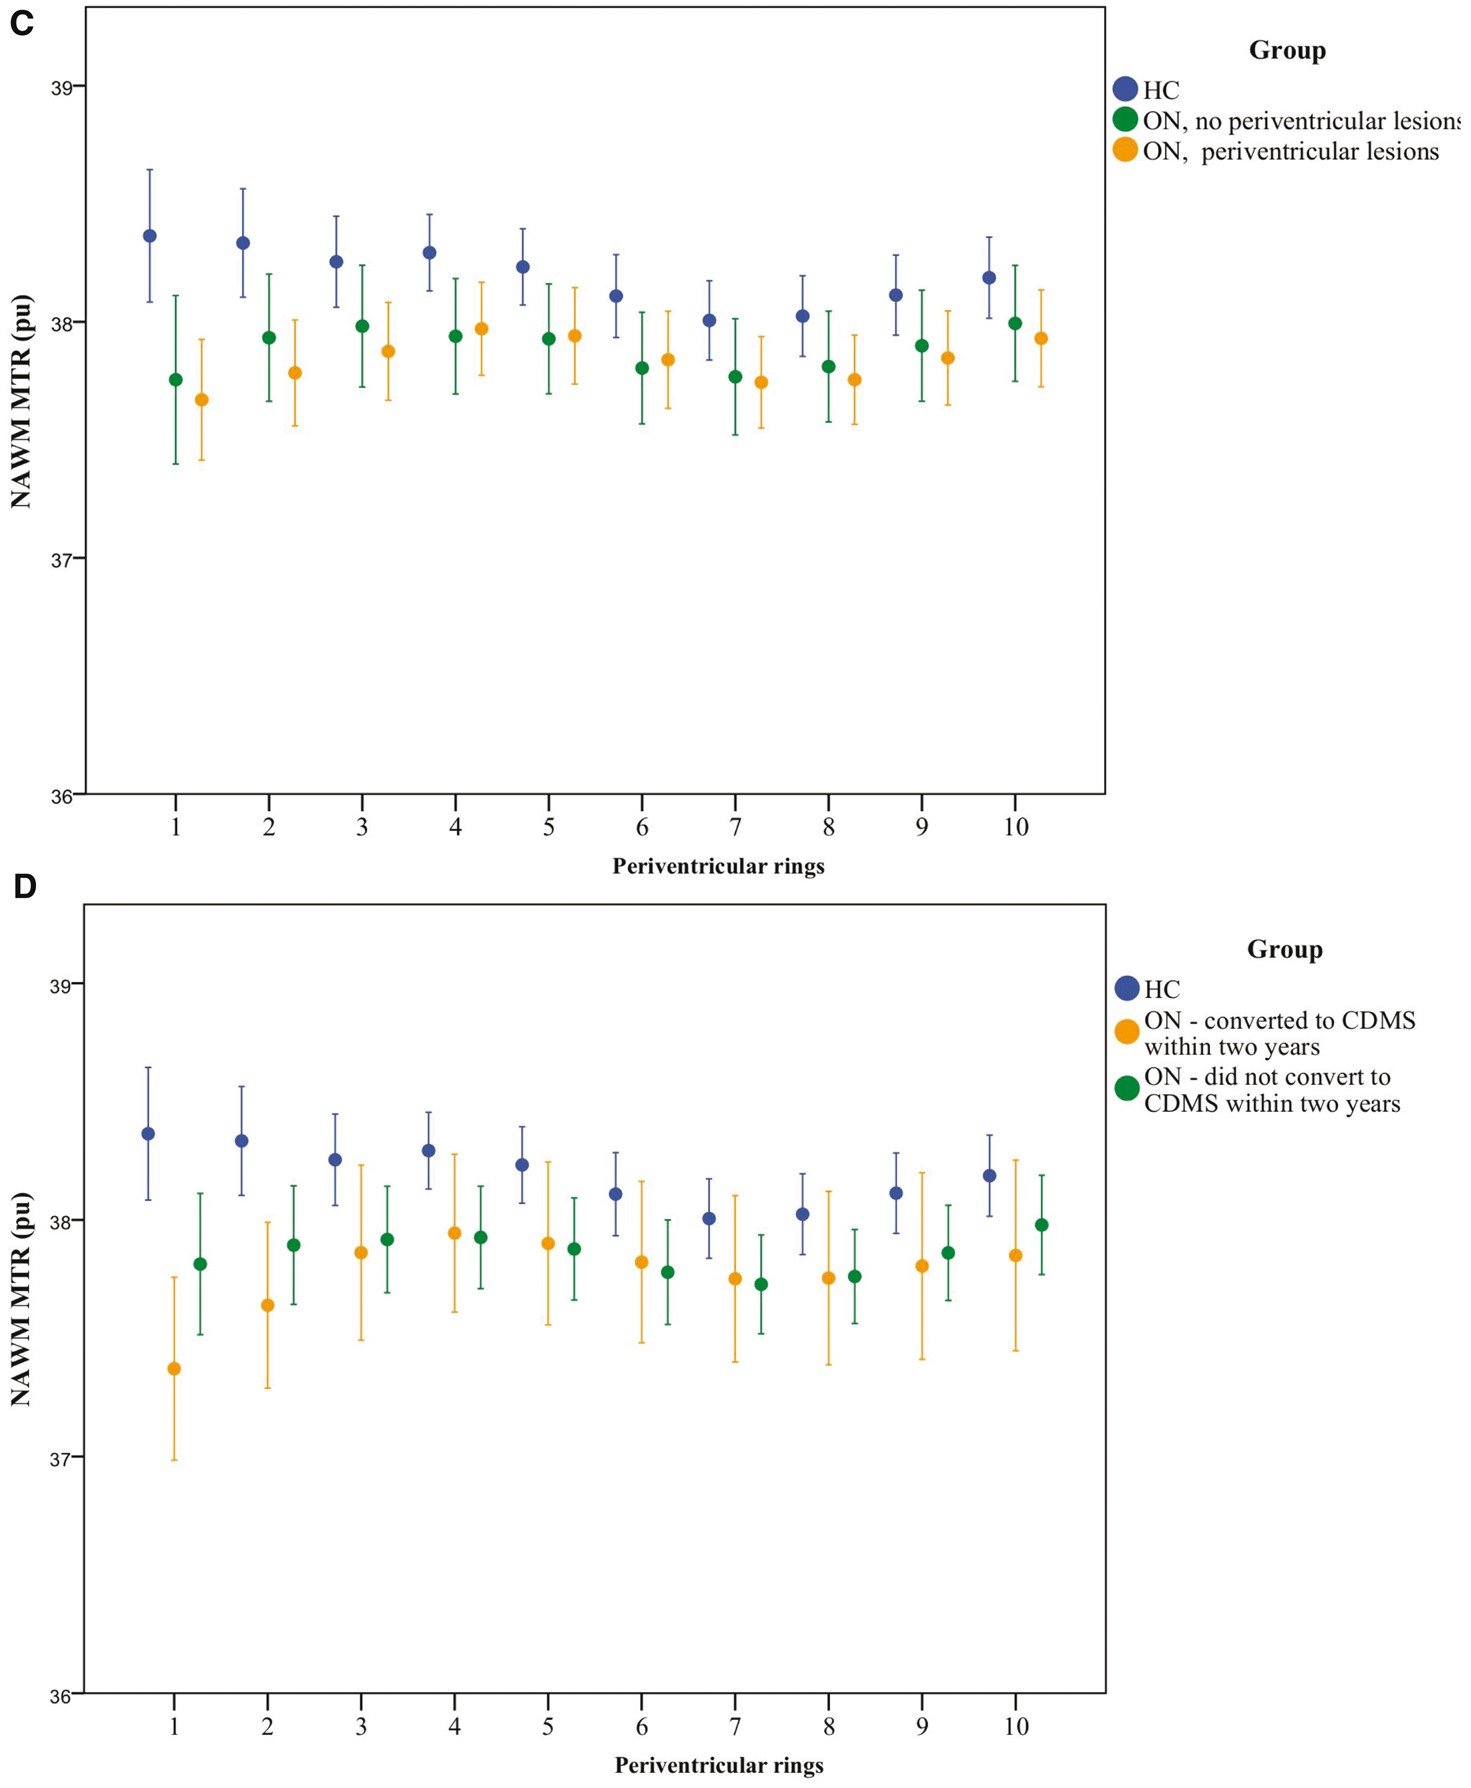 C
Group
HC
ON, no periventricular lesions
ON, periventricular lesions
39
38
37
36
NAWM MTR (pu)
1 2 3 4 5 6 7 8 9 10
Periventricular rings
D
Group
HC
ON - converted to CDMS
within two years
ON - did not convert to
CDMS within two years
39
38
37
36
NAWM MTR (pu)
1 2 3 4 5 6 7 8 9 10
Periventricular rings